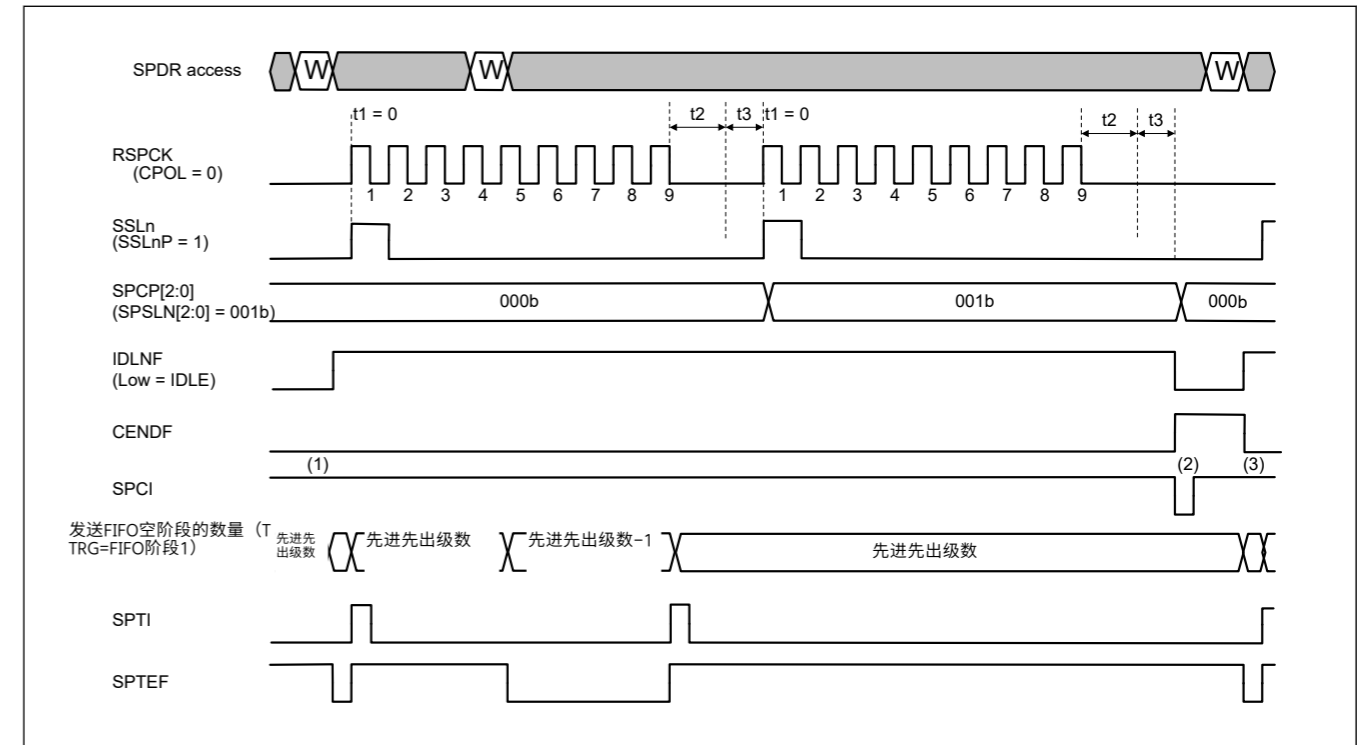 SPDR access
W W W
t1 = 0 t2 t3 t1 = 0 t2 t3
RSPCK
(CPOL = 0)
1 2 3 4 5 6 7 8 9 1 2 3 4 5 6 7 8 9
SSLn
(SSLnP = 1)
SPCP[2:0]
(SPSLN[2:0] = 001b)
000b 001b 000b
IDLNF
(Low = IDLE)
CENDF
(1) (2) (3)
SPCI
发送FIFO空阶段的数量（T
TRG=FIFO阶段1）
先进先
出级数
先进先出级数 先进先出级数−1 先进先出级数
SPTI
SPTEF